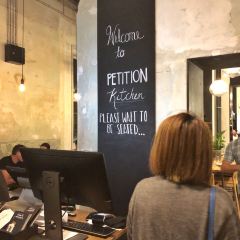 Welcome
to
PETITION
Kitchen
PLEASE WAIT TO
BE SEATED...